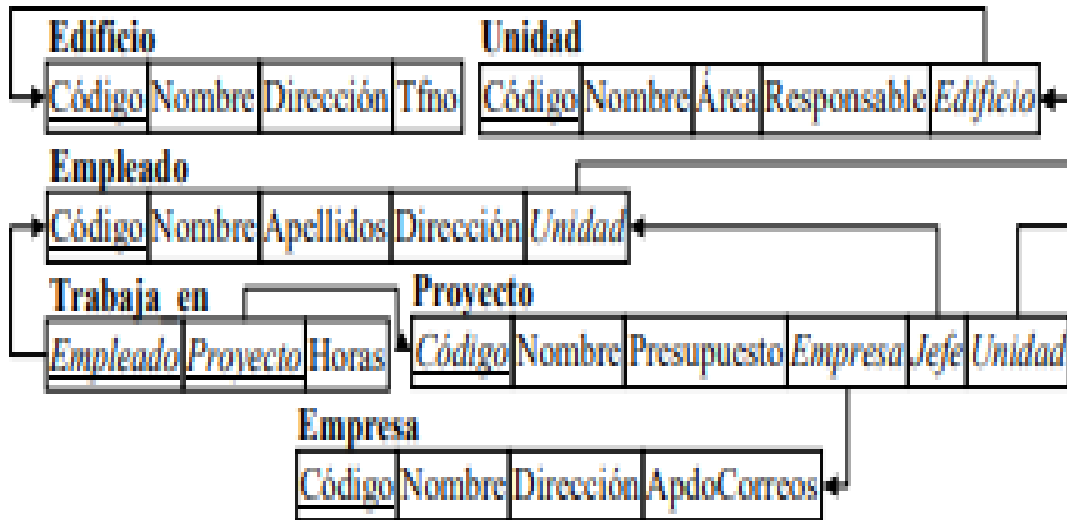 Edificio Unidad
Código Nombre Dirección Tfno Código Nombre Área Responsable Edificio
Empleado
Código Nombre Apellidos Dirección Unidad
Trabaja en Proyecto
Empleado Proyecto Horas Código Nombre Presupuesto Empresa Jefe Unidad
Empresa
Código Nombre Dirección ApdoCorreos